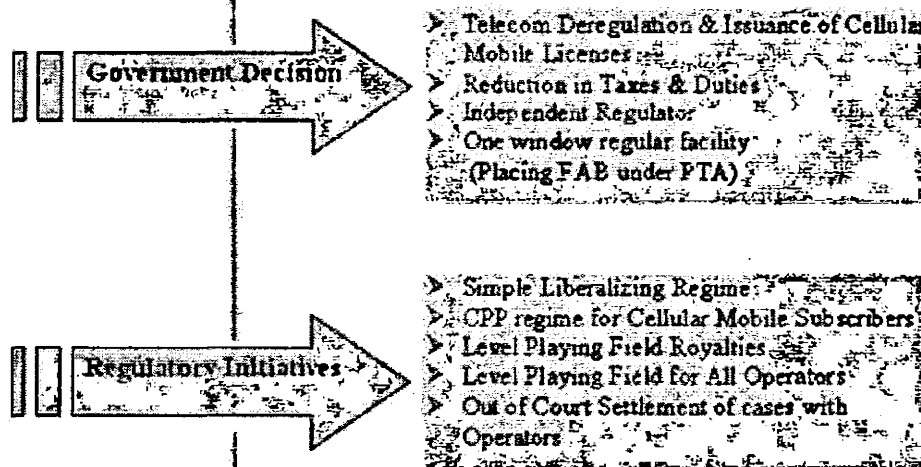 Government Decision
➢ Telecom Deregulation & Issuance of Cellular
Mobile Licenses
➢ Reduction in Taxes & Duties
➢ Independent Regulator
➢ One window regular facility
(Placing FAB under PTA)
Regulatory Initiatives
➢ Simple Liberalizing Regime
➢ CPP regime for Cellular Mobile Subscribers
➢ Level Playing Field Royalties
➢ Level Playing Field for All Operators
➢ Out of Court Settlement of cases with
Operators